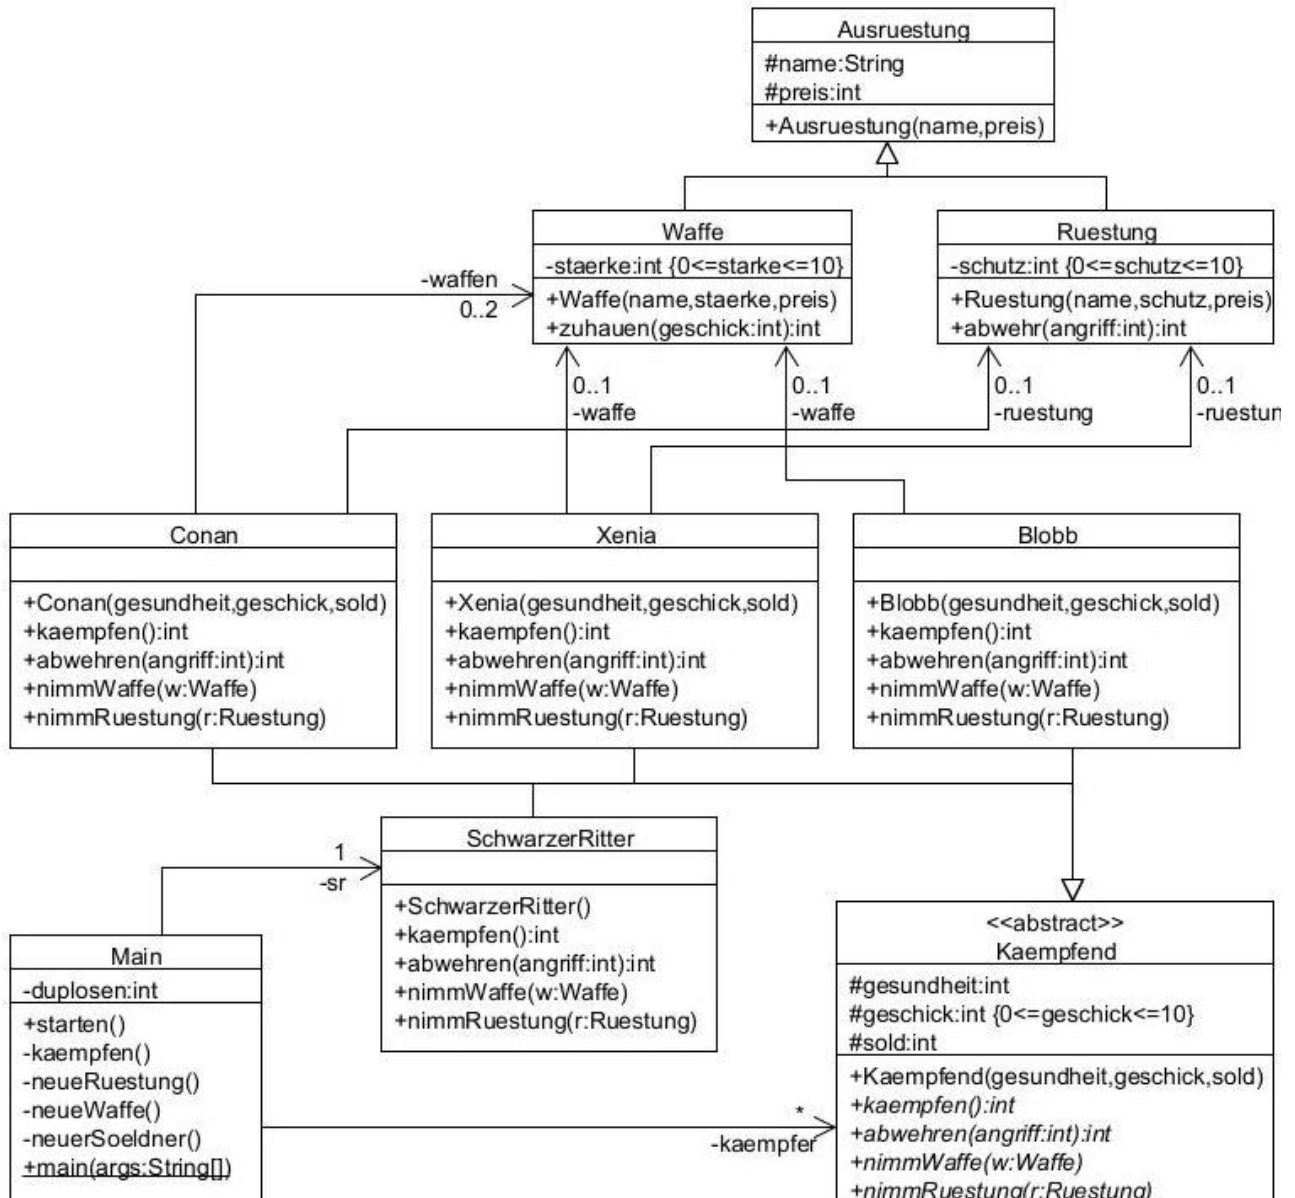 Ausruestung
#name:String
#preis:int
+Ausruestung(name,preis)
Waffe
-staerke:int {0<=starke<=10}
+Waffe(name,staerke,preis)
+zuhauen(geschick:int):int
Ruestung
-schutz:int {0<=schutz<=10}
+Ruestung(name,schutz,preis)
+abwehr(angriff:int):int
-waffen
0..2
0..1
-waffe
0..1
-waffe
0..1
-ruestung
0..1
-ruestun
Conan
+Conan(gesundheit,geschick,sold)
+kaempfen():int
+abwehren(angriff:int):int
+nimmWaffe(w:Waffe)
+nimmRuestung(r:Ruestung)
Xenia
+Xenia(gesundheit,geschick,sold)
+kaempfen():int
+abwehren(angriff:int):int
+nimmWaffe(w:Waffe)
+nimmRuestung(r:Ruestung)
Blobb
+Blobb(gesundheit,geschick,sold)
+kaempfen():int
+abwehren(angriff:int):int
+nimmWaffe(w:Waffe)
+nimmRuestung(r:Ruestung)
1
-sr
SchwarzerRitter
+SchwarzerRitter()
+kaempfen():int
+abwehren(angriff:int):int
+nimmWaffe(w:Waffe)
+nimmRuestung(r:Ruestung)
Main
-duplosen:int
+starten()
-kaempfen()
-neueRuestung()
-neueWaffe()
-neuerSoeldner()
+main(args:String[])
*
-kaempfer
<<abstract>>
Kaempfend
#gesundheit:int
#geschick:int {0<=geschick<=10}
#sold:int
+Kaempfend(gesundheit,geschick,sold)
+kaempfen():int
+abwehren(angriff:int):int
+nimmWaffe(w:Waffe)
+nimmRuestung(r:Ruestung)